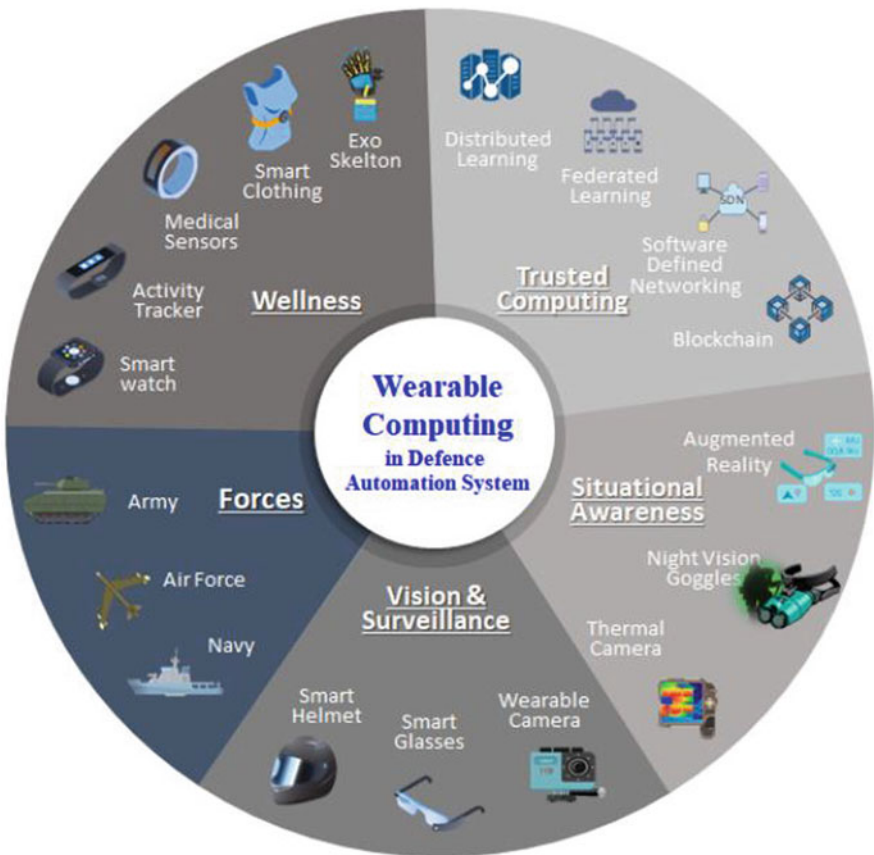 Wearable
Computing
in Defence
Automation System
Wellness
Exo
Skelton
Smart
Clothing
Medical
Sensors
Activity
Tracker
Smart
watch
Trusted
Computing
Distributed
Learning
Federated
Learning
SDN
Software
Defined
Networking
Blockchain
Situational
Awareness
Augmented
Reality
Night Vision
Goggles
Thermal
Camera
Vision &
Surveillance
Wearable
Camera
Smart
Glasses
Smart
Helmet
Forces
Army
Air Force
Navy